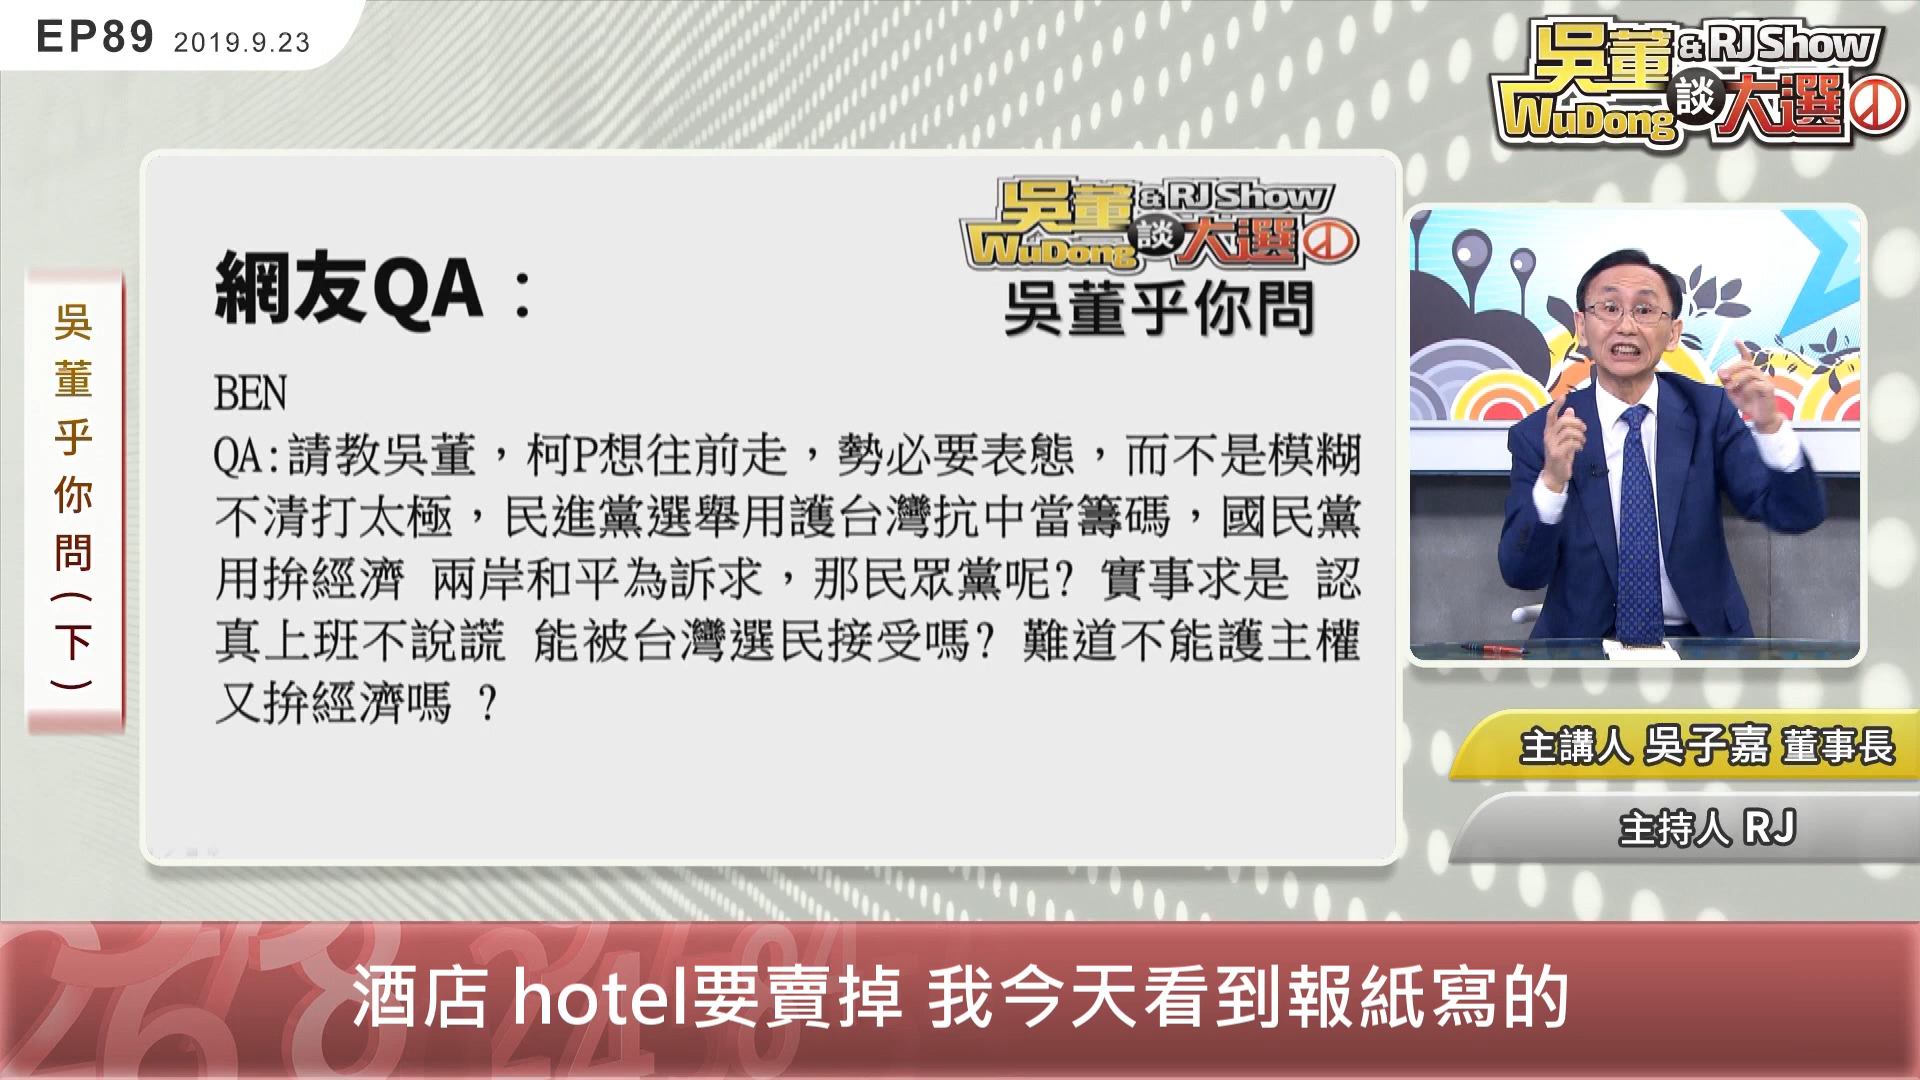 EP89 2019.9.23
吳董 & RJ Show
WuDong 談 大選
吳董 & RJ Show
WuDong 談 大選
吳董乎你問
網友QA：
BEN
QA:請教吳董，柯P想往前走，勢必要表態，而不是模糊
不清打太極，民進黨選舉用護台灣抗中當籌碼，國民黨
用拚經濟 兩岸和平為訴求，那民眾黨呢? 實事求是 認
真上班不說謊 能被台灣選民接受嗎? 難道不能護主權
又拚經濟嗎 ?
吳董乎你問(下)
主講人 吳子嘉 董事長
主持人 RJ
酒店 hotel要賣掉 我今天看到報紙寫的